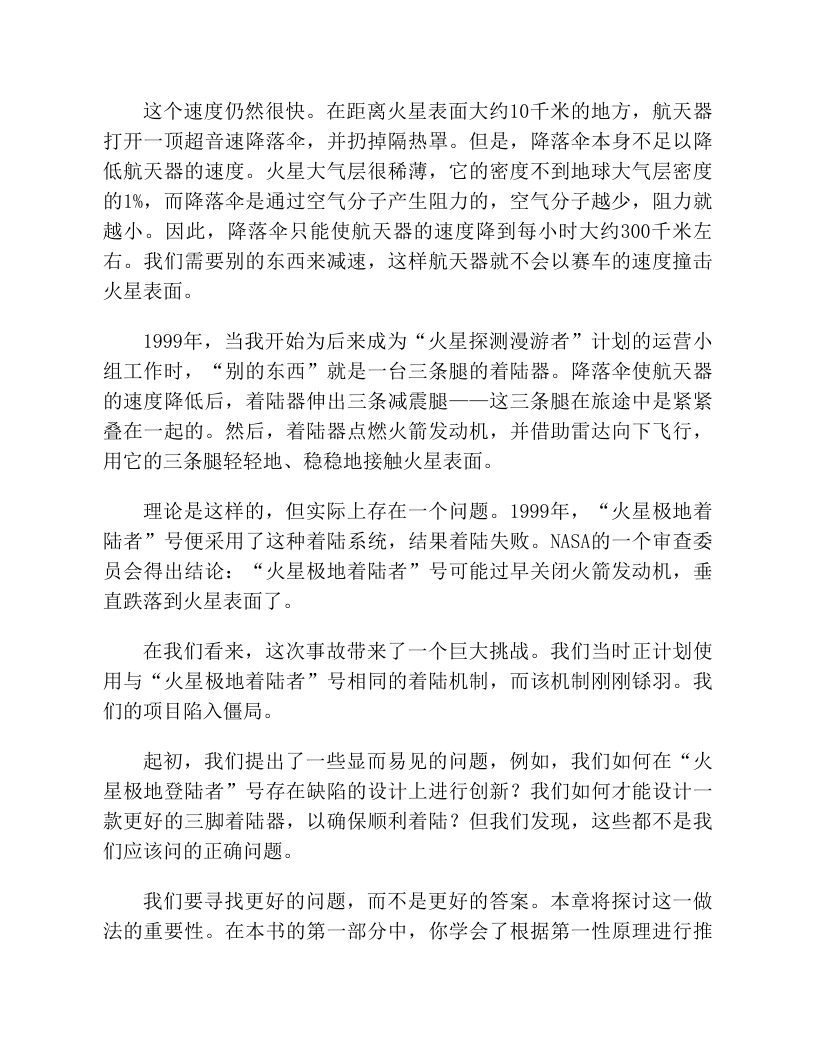 这个速度仍然很快。在距离火星表面大约10千米的地方，航天器
打开一顶超音速降落伞，并扔掉隔热罩。但是，降落伞本身不足以降
低航天器的速度。火星大气层很稀薄，它的密度不到地球大气层密度
的1%，而降落伞是通过空气分子产生阻力的，空气分子越少，阻力就
越小。因此，降落伞只能使航天器的速度降到每小时大约300千米左
右。我们需要别的东西来减速，这样航天器就不会以赛车的速度撞击
火星表面。
1999年，当我开始为后来成为“火星探测漫游者”计划的运营小
组工作时，“别的东西”就是一台三条腿的着陆器。降落伞使航天器
的速度降低后，着陆器伸出三条减震腿——这三条腿在旅途中是紧紧
叠在一起的。然后，着陆器点燃火箭发动机，并借助雷达向下飞行，
用它的三条腿轻轻地、稳稳地接触火星表面。
理论是这样的，但实际上存在一个问题。1999年，“火星极地着
陆者”号便采用了这种着陆系统，结果着陆失败。NASA的一个审查委
员会得出结论：“火星极地着陆者”号可能过早关闭火箭发动机，垂
直跌落到火星表面了。
在我们看来，这次事故带来了一个巨大挑战。我们当时正计划使
用与“火星极地着陆者”号相同的着陆机制，而该机制刚刚铩羽。我
们的项目陷入僵局。
起初，我们提出了一些显而易见的问题，例如，我们如何在“火
星极地登陆者”号存在缺陷的设计上进行创新？我们如何才能设计一
款更好的三脚着陆器，以确保顺利着陆？但我们发现，这些都不是我
们应该问的正确问题。
我们要寻找更好的问题，而不是更好的答案。本章将探讨这一做
法的重要性。在本书的第一部分中，你学会了根据第一性原理进行推